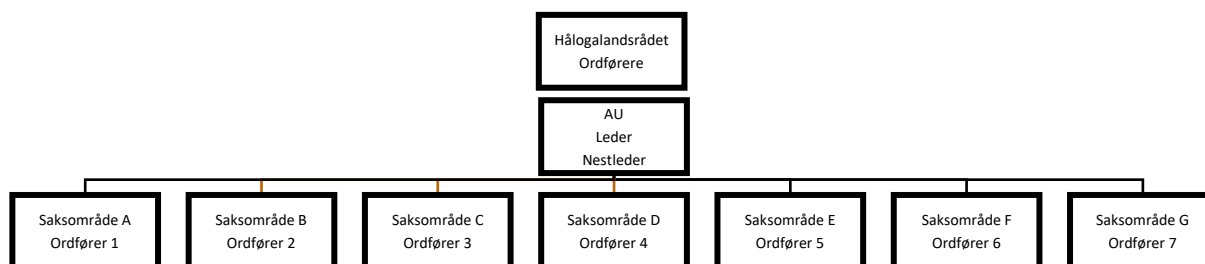 Hålogalandsrådet
Ordførere
AU
Leder
Nestleder
Saksområde A
Ordfører 1
Saksområde B
Ordfører 2
Saksområde C
Ordfører 3
Saksområde D
Ordfører 4
Saksområde E
Ordfører 5
Saksområde F
Ordfører 6
Saksområde G
Ordfører 7